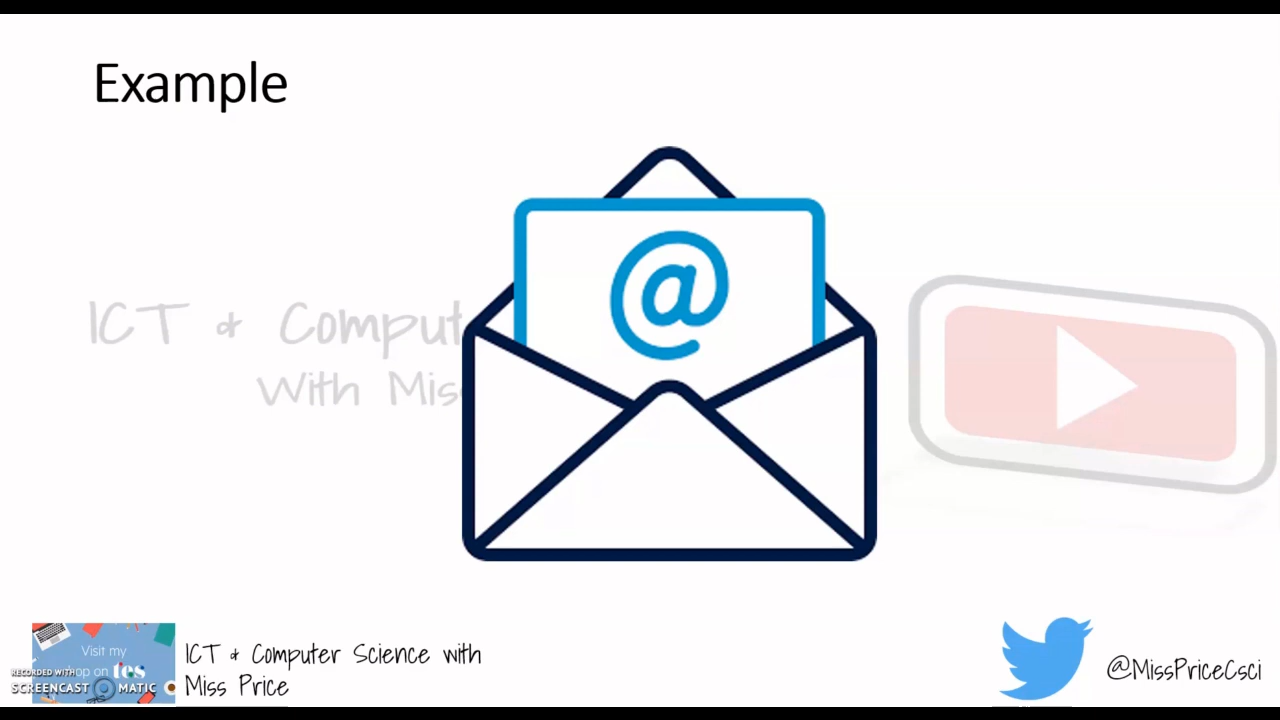 Example
@
ICT & Comput
With Mis
Visit my
shop on tes
RECORDED WITH
SCREENCAST MATIC
ICT & Computer Science with
Miss Price
@MissPriceCsci